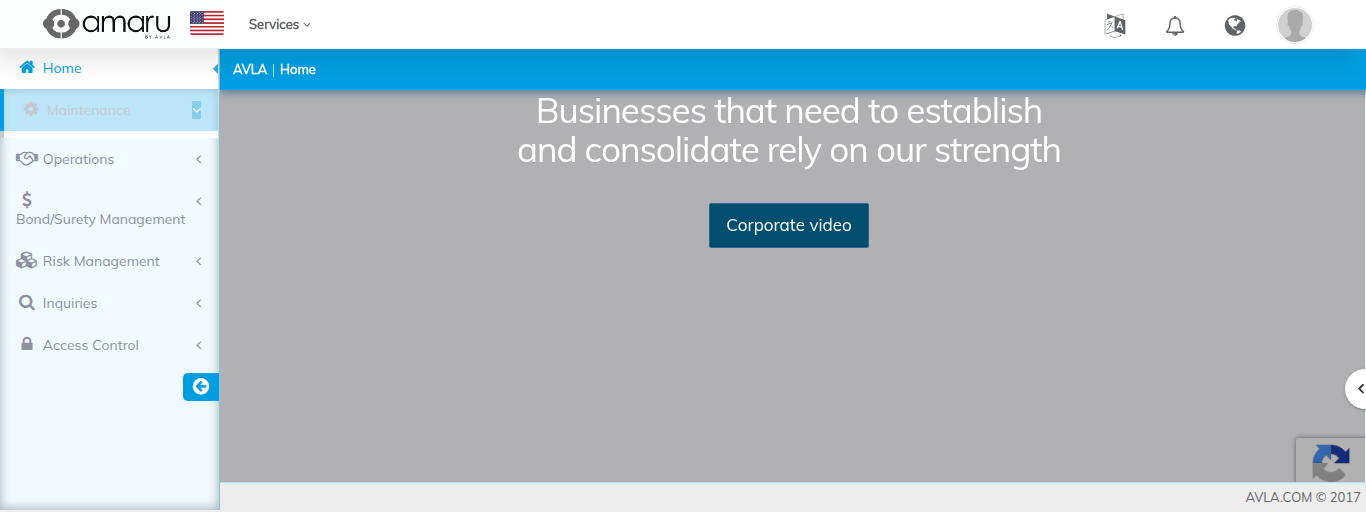 amaru
BY AVLA
Services
Home
AVLA | Home
Maintenance
Operations
Bond/Surety Management
Risk Management
Inquiries
Access Control
Businesses that need to establish
and consolidate rely on our strength
Corporate video
AVLA.COM © 2017